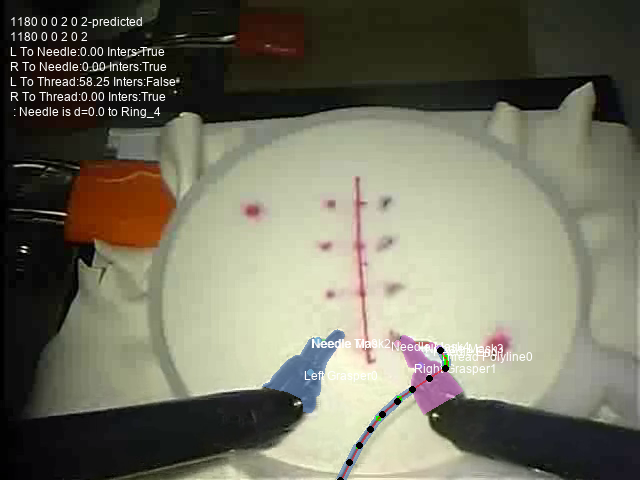 1180 0 0 2 0 2-predicted
1180 0 0 2 0 2
L To Needle:0.00 Inters:True
R To Needle:0.00 Inters:True
L To Thread:58.25 Inters:False
R To Thread:0.00 Inters:True
: Needle is d=0.0 to Ring_4
Thread Polyline0
Right Grasper1
Left Grasper0